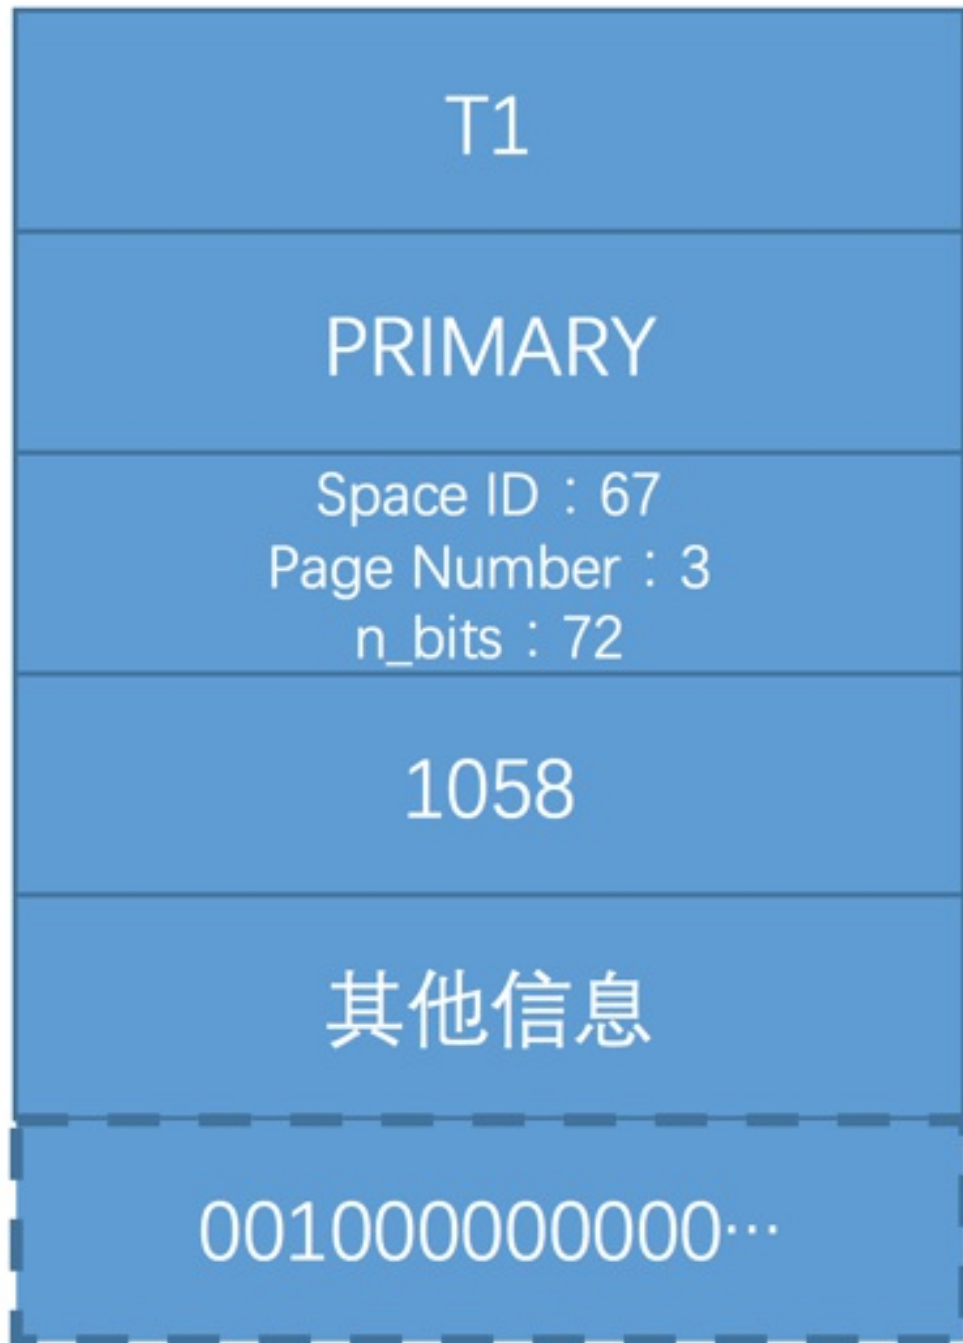 T1
PRIMARY
Space ID：67
Page Number：3
n_bits：72
1058
其他信息
001000000000…